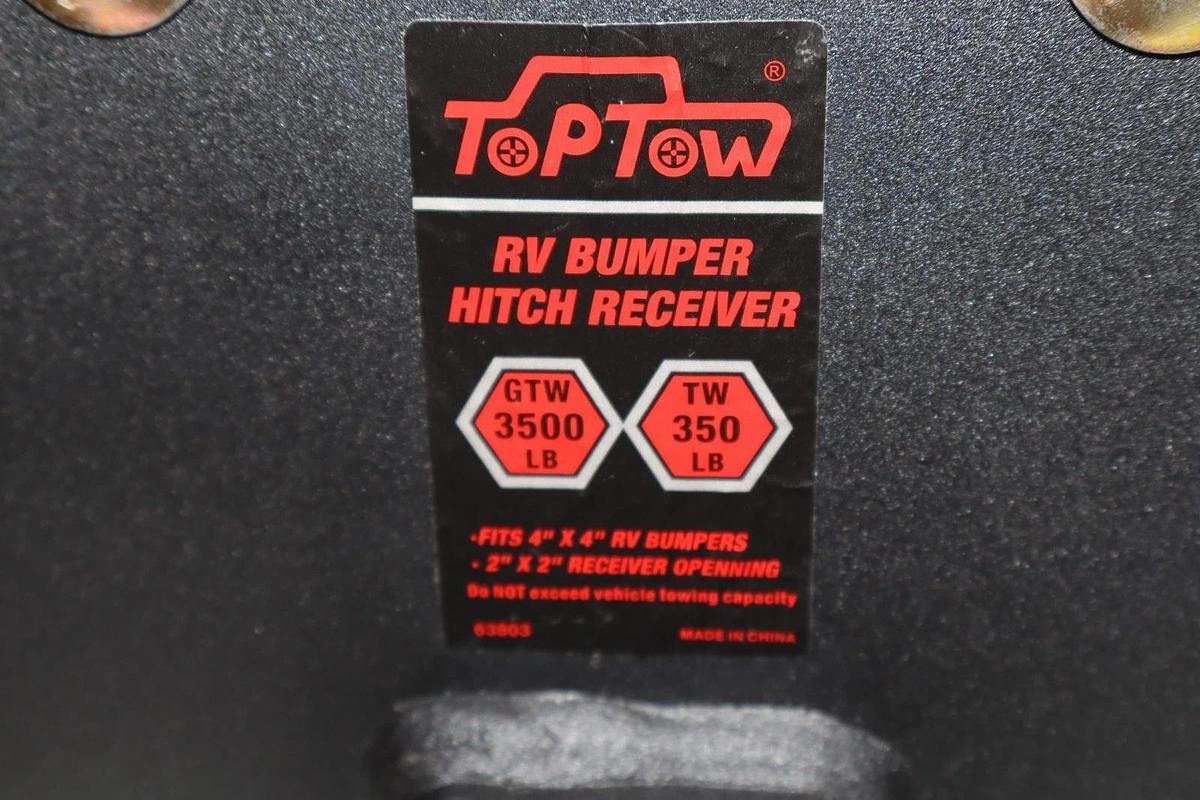 TopTow ®
RV BUMPER
HITCH RECEIVER
GTW
3500
LB
TW
350
LB
·FITS 4" X 4" RV BUMPERS
· 2" X 2" RECEIVER OPENNING
Do NOT exceed vehicle towing capacity
63803
MADE IN CHINA